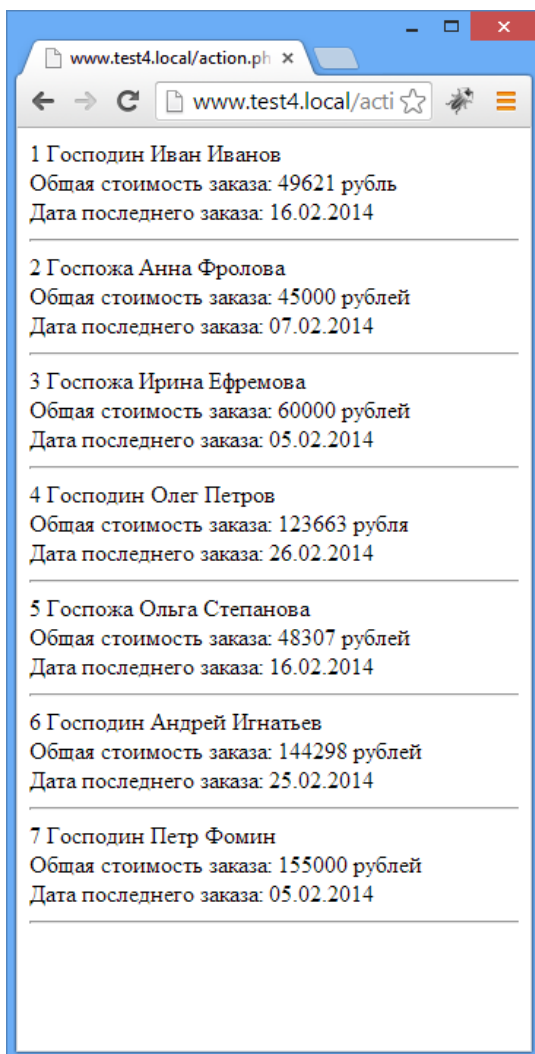 www.test4.local/action.ph
www.test4.local/acti
1 Господин Иван Иванов
Общая стоимость заказа: 49621 рубль
Дата последнего заказа: 16.02.2014
2 Госпожа Анна Фролова
Общая стоимость заказа: 45000 рублей
Дата последнего заказа: 07.02.2014
3 Госпожа Ирина Ефремова
Общая стоимость заказа: 60000 рублей
Дата последнего заказа: 05.02.2014
4 Господин Олег Петров
Общая стоимость заказа: 123663 рубля
Дата последнего заказа: 26.02.2014
5 Госпожа Ольга Степанова
Общая стоимость заказа: 48307 рублей
Дата последнего заказа: 16.02.2014
6 Господин Андрей Игнатьев
Общая стоимость заказа: 144298 рублей
Дата последнего заказа: 25.02.2014
7 Господин Петр Фомин
Общая стоимость заказа: 155000 рублей
Дата последнего заказа: 05.02.2014